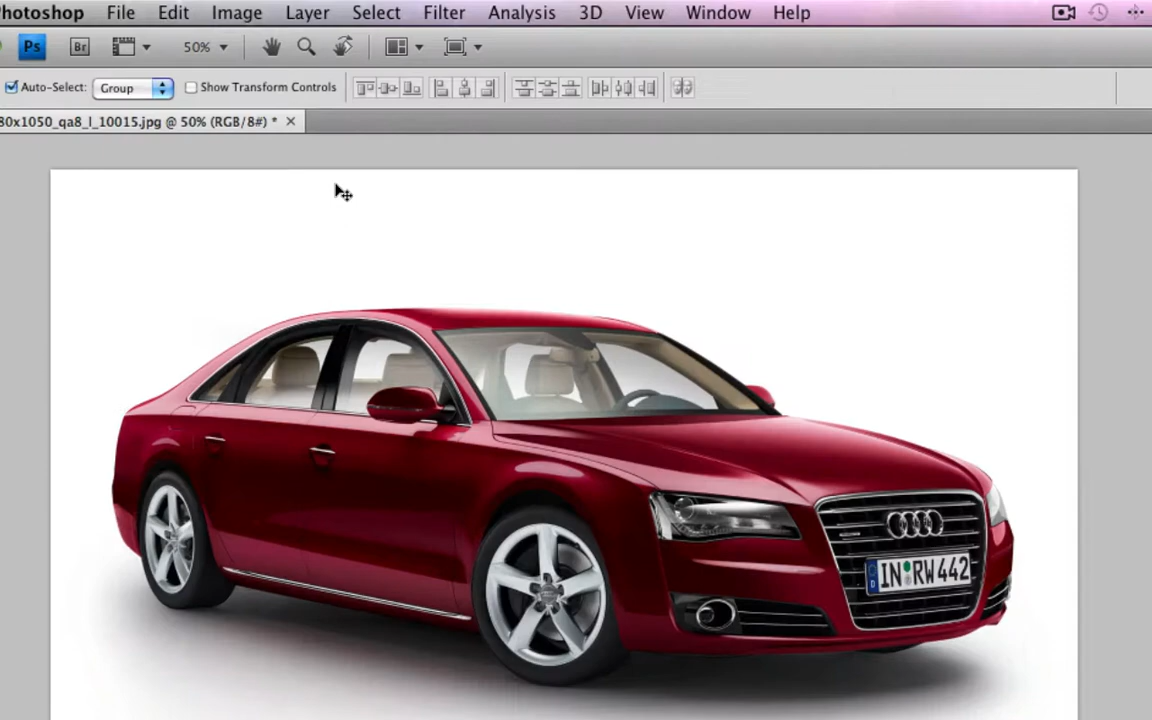 Photoshop File Edit Image Layer Select Filter Analysis 3D View Window Help
Ps Br 50%
Auto-Select: Group Show Transform Controls
80x1050_qa8_l_10015.jpg @ 50% (RGB/8#) *
IN RW 442